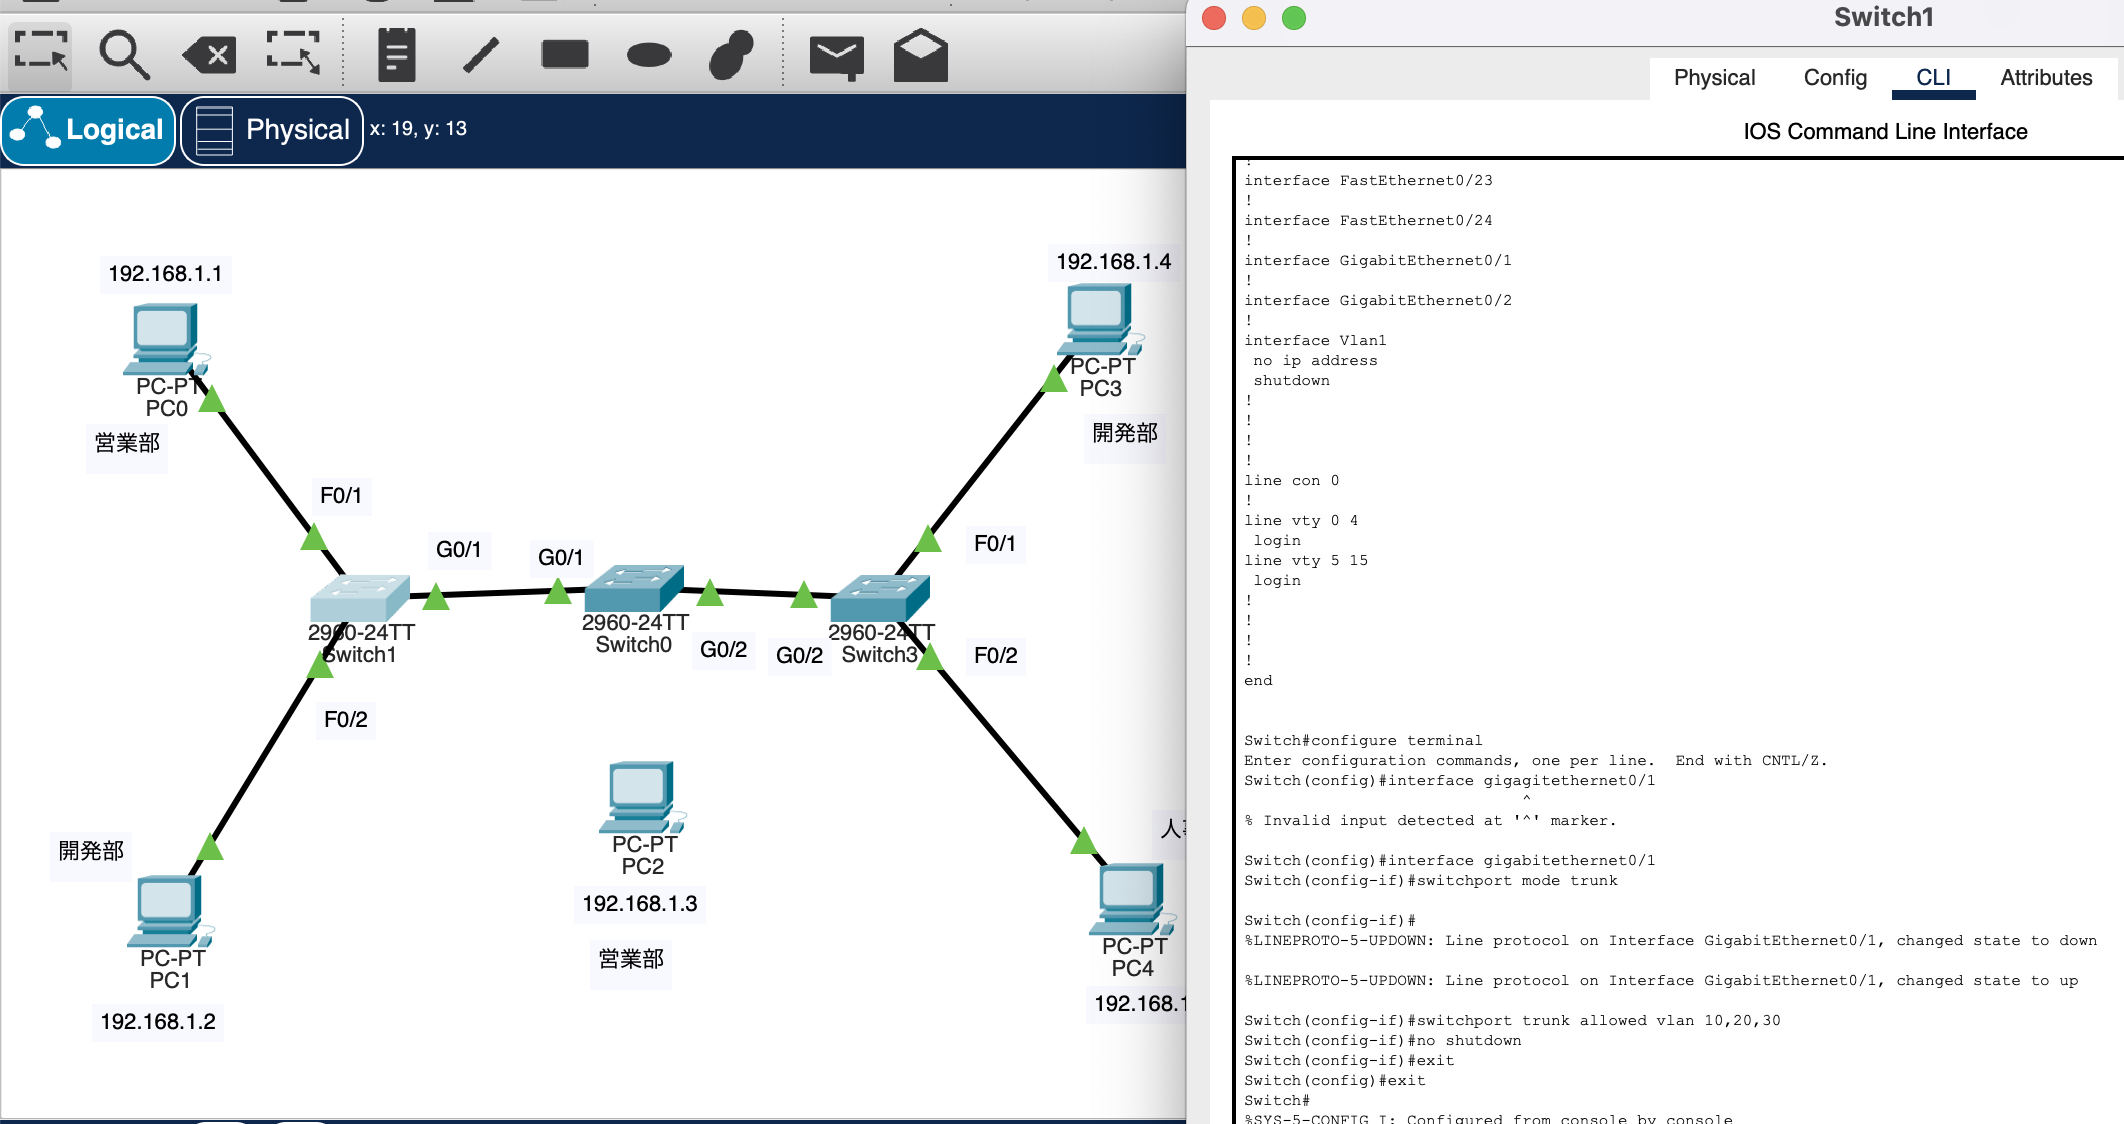 Switch1
Physical
Config
CLI
Attributes
IOS Command Line Interface
Logical
Physical
x: 19, y: 13
192.168.1.1
PC-PT
PC0
営業部
192.168.1.4
PC-PT
PC3
開発部
F0/1
G0/1
G0/1
F0/1
2960-24TT
Switch1
2960-24TT
Switch0
G0/2
G0/2
2960-24TT
Switch3
F0/2
F0/2
開発部
PC-PT
PC1
192.168.1.2
PC-PT
PC2
192.168.1.3
営業部
人
PC-PT
PC4
192.168.1
!
interface FastEthernet0/23
!
interface FastEthernet0/24
!
interface GigabitEthernet0/1
!
interface GigabitEthernet0/2
!
interface Vlan1
 no ip address
 shutdown
!
!
!
!
line con 0
!
line vty 0 4
 login
line vty 5 15
 login
!
!
!
!
end
Switch#configure terminal
Enter configuration commands, one per line.  End with CNTL/Z.
Switch(config)#interface gigagitethernet0/1
^
% Invalid input detected at '^' marker.
Switch(config)#interface gigabitethernet0/1
Switch(config-if)#switchport mode trunk
Switch(config-if)#
%LINEPROTO-5-UPDOWN: Line protocol on Interface GigabitEthernet0/1, changed state to down
%LINEPROTO-5-UPDOWN: Line protocol on Interface GigabitEthernet0/1, changed state to up
Switch(config-if)#switchport trunk allowed vlan 10,20,30
Switch(config-if)#no shutdown
Switch(config-if)#exit
Switch(config)#exit
Switch#
%SYS-5-CONFIG_I: Configured from console by console